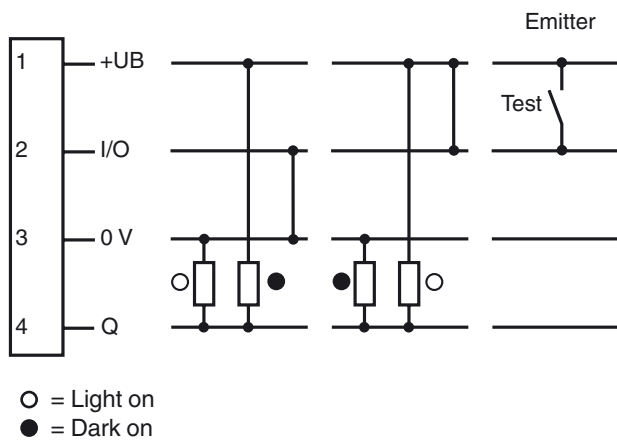 Emitter
1 +UB
Test
2 I/O
3 0 V
4 Q
= Light on
= Dark on